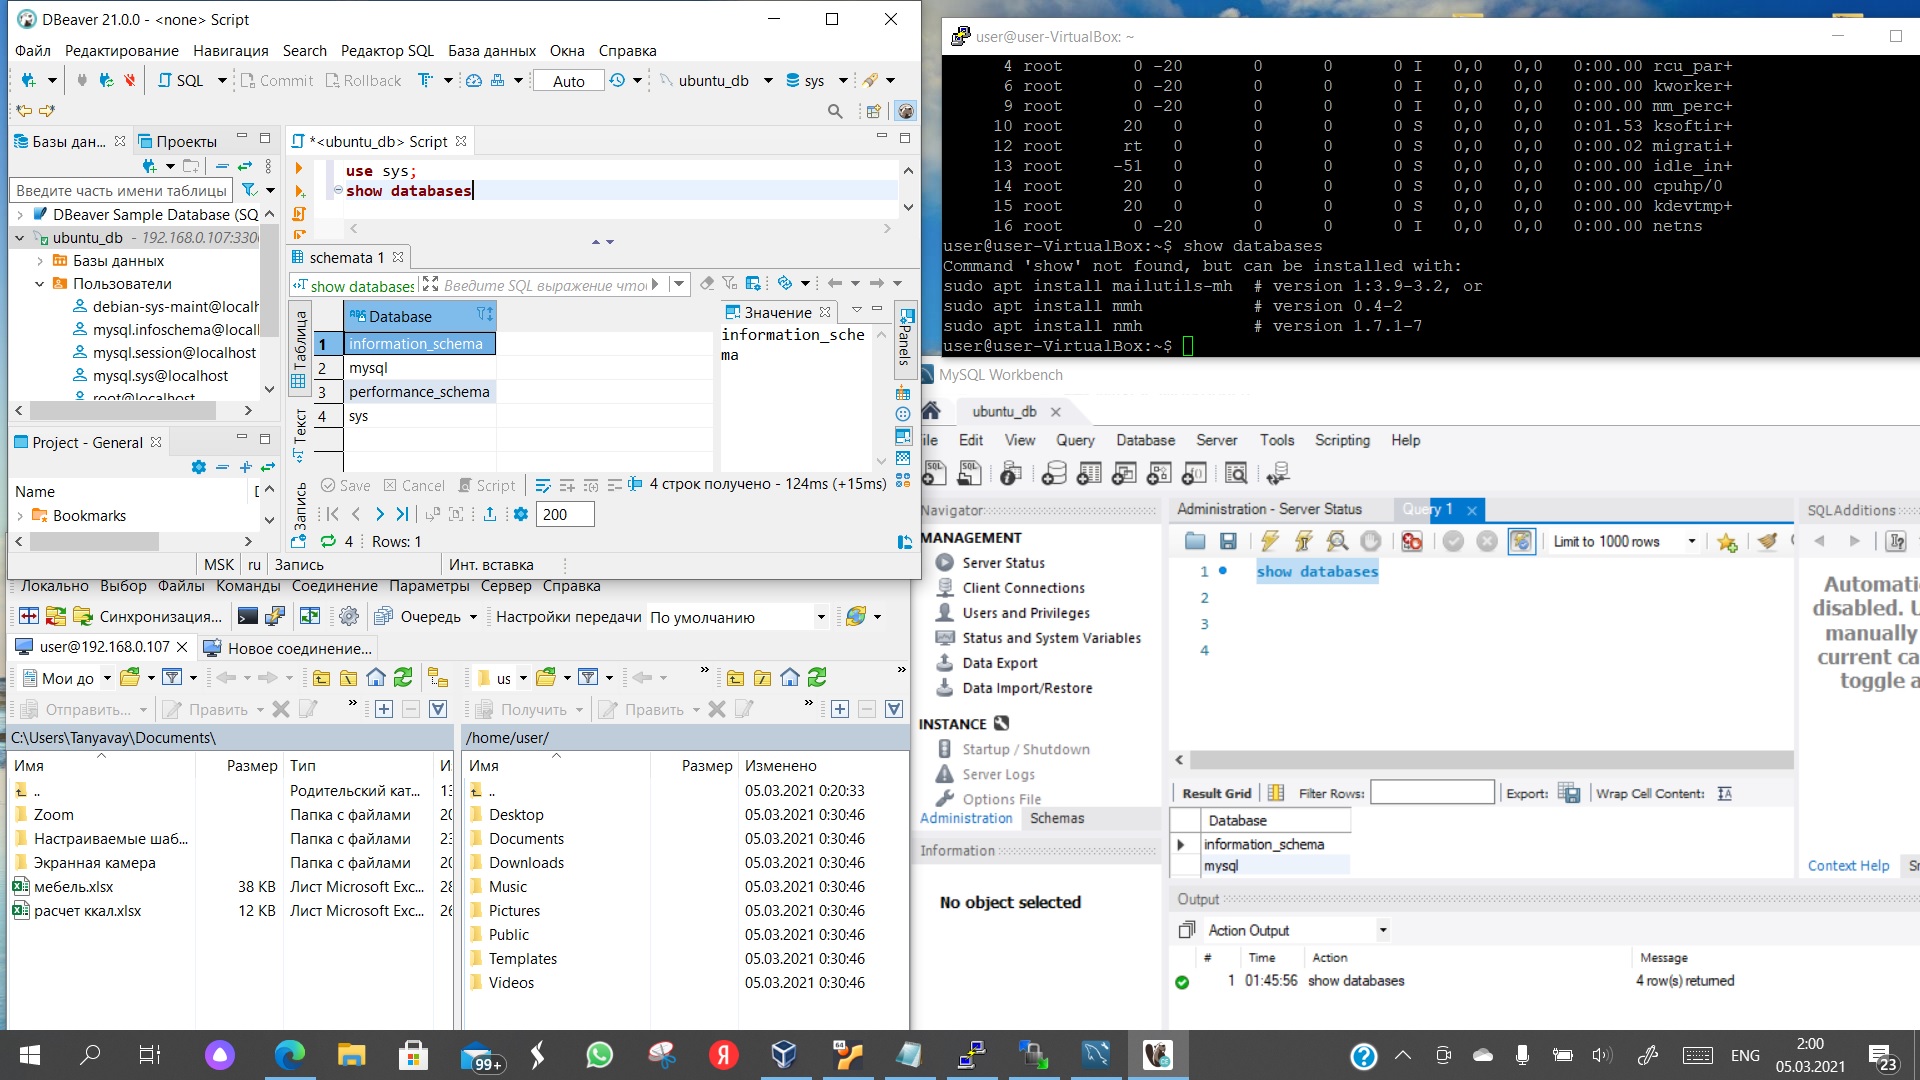 DBeaver 21.0.0 - <none> Script
Файл Редактирование Навигация Search Редактор SQL База данных Окна Справка
SQL Commit Rollback Auto ubuntu_db sys
Базы дан... Проекты
Введите часть имени таблицы
DBeaver Sample Database (SQ
ubuntu_db - 192.168.0.107:330
Базы данных
Пользователи
debian-sys-maint@localh
mysql.infoschema@local
mysql.session@localhost
mysql.sys@localhost
root@localhost
Project - General
Name
Bookmarks
*<ubuntu_db> Script
use sys;
show databases
schemata 1
show databases Введите SQL выражение чтоб
Таблица
Текст
Запись
Database
1 information_schema
2 mysql
3 performance_schema
4 sys
Значение
information_sche
ma
Panels
Save Cancel Script 4 строк получено - 124ms (+15ms)
200
4 Rows: 1
MSK ru Запись Инт. вставка
user@user-VirtualBox: ~
4 root 0 -20 0 0 0 I 0,0 0,0 0:00.00 rcu_par+
6 root 0 -20 0 0 0 I 0,0 0,0 0:00.00 kworker+
9 root 0 -20 0 0 0 I 0,0 0,0 0:00.00 mm_perc+
10 root 20 0 0 0 0 S 0,0 0,0 0:01.53 ksoftir+
12 root rt 0 0 0 0 S 0,0 0,0 0:00.02 migrati+
13 root -51 0 0 0 0 S 0,0 0,0 0:00.00 idle_in+
14 root 20 0 0 0 0 S 0,0 0,0 0:00.00 cpuhp/0
15 root 20 0 0 0 0 S 0,0 0,0 0:00.00 kdevtmp+
16 root 0 -20 0 0 0 I 0,0 0,0 0:00.00 netns
user@user-VirtualBox:~$ show databases
Command 'show' not found, but can be installed with:
sudo apt install mailutils-mh # version 1:3.9-3.2, or
sudo apt install mmh # version 0.4-2
sudo apt install nmh # version 1.7.1-7
user@user-VirtualBox:~$
MySQL Workbench
ubuntu_db
ile Edit View Query Database Server Tools Scripting Help
Navigator
MANAGEMENT
Server Status
Client Connections
Users and Privileges
Status and System Variables
Data Export
Data Import/Restore
INSTANCE
Startup / Shutdown
Server Logs
Options File
Administration Schemas
Information
No object selected
Administration - Server Status Query 1
Limit to 1000 rows
1 show databases
2
3
4
Result Grid Filter Rows: Export: Wrap Cell Content:
Database
information_schema
mysql
Output
Action Output
# Time Action Message
1 01:45:56 show databases 4 row(s) returned
SQLAdditions
Automati
disabled. U
manually
current ca
toggle a
Context Help Sr
Локально Выбор Файлы Команды Соединение Параметры Сервер Справка
Синхронизация... Очередь Настройки передачи По умолчанию
user@192.168.0.107 Новое соединение...
Мои до
Отправить... Править
C:\Users\Tanyavay\Documents\
Имя Размер Тип И
.. Родительский кат... 13
Zoom Папка с файлами 20
Настраиваемые шаб... Папка с файлами 23
Экранная камера Папка с файлами 20
мебель.xlsx 38 KB Лист Microsoft Exc... 28
расчет ккал.xlsx 12 KB Лист Microsoft Exc... 26
us
Получить Править
/home/user/
Имя Размер Изменено
.. 05.03.2021 0:20:33
Desktop 05.03.2021 0:30:46
Documents 05.03.2021 0:30:46
Downloads 05.03.2021 0:30:46
Music 05.03.2021 0:30:46
Pictures 05.03.2021 0:30:46
Public 05.03.2021 0:30:46
Templates 05.03.2021 0:30:46
Videos 05.03.2021 0:30:46
99+
64
ENG
2:00
05.03.2021
23